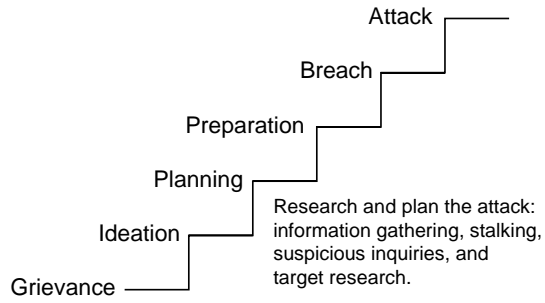 Attack
Breach
Preparation
Planning
Research and plan the attack:
information gathering, stalking,
suspicious inquiries, and
target research.
Ideation
Grievance